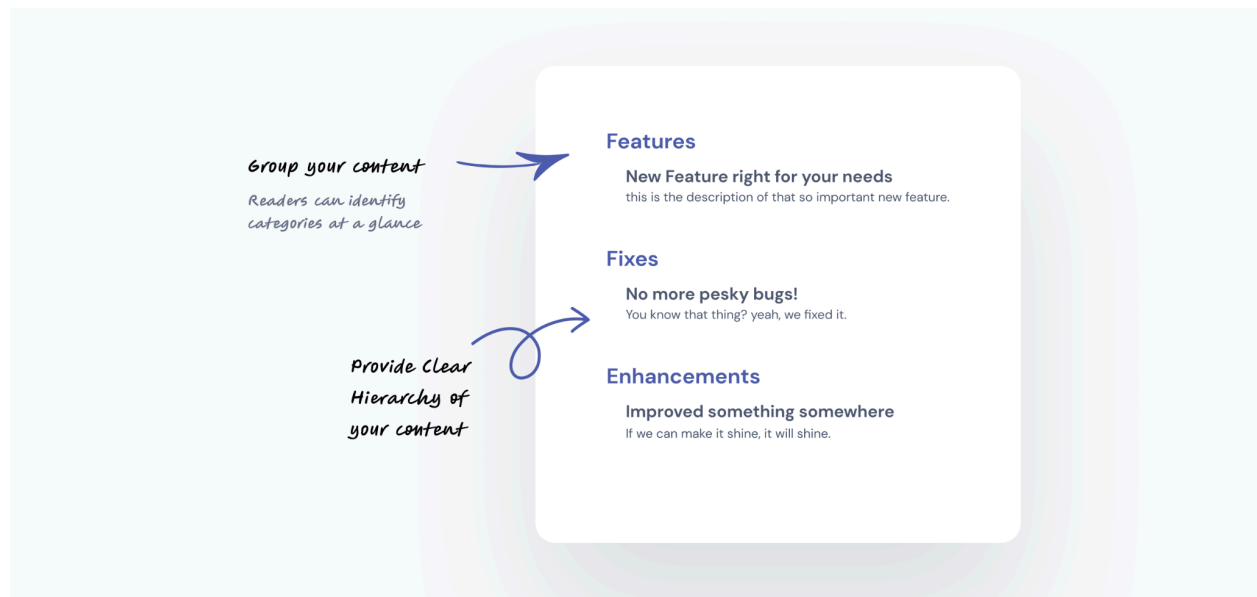 Group your content
Readers can identify
categories at a glance
Provide Clear
Hierarchy of
your content
Features
New Feature right for your needs
this is the description of that so important new feature.
Fixes
No more pesky bugs!
You know that thing? yeah, we fixed it.
Enhancements
Improved something somewhere
If we can make it shine, it will shine.